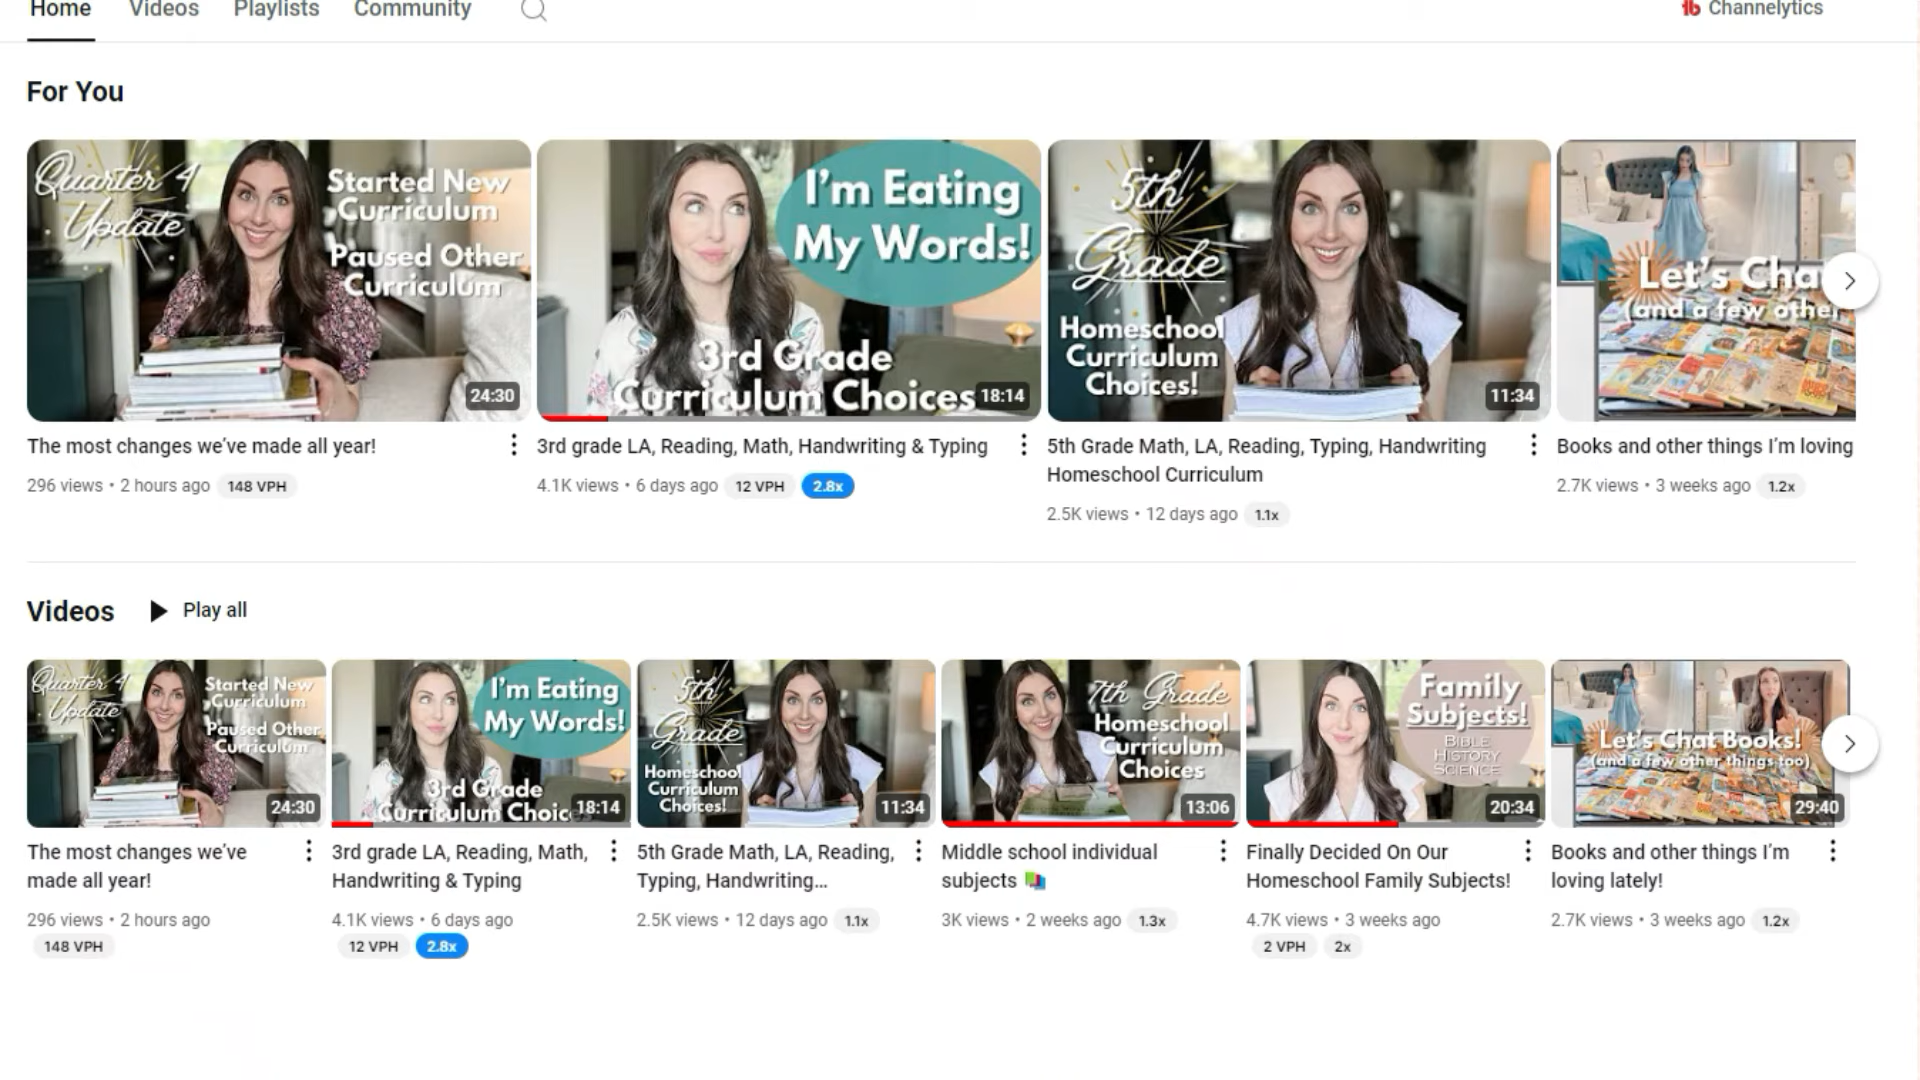 Home Videos Playlists Community Channelytics
For You
Quarter 4
Update
Started New
Curriculum
Paused Other
Curriculum
24:30
I'm Eating
My Words!
3rd Grade
Curriculum Choices
18:14
5th
Grade
Homeschool
Curriculum
Choices!
11:34
Let's Cha
(and a few other
The most changes we've made all year!
296 views • 2 hours ago 148 VPH
3rd grade LA, Reading, Math, Handwriting & Typing
4.1K views • 6 days ago 12 VPH 2.8x
5th Grade Math, LA, Reading, Typing, Handwriting
Homeschool Curriculum
2.5K views • 12 days ago 1.1x
Books and other things I'm loving
2.7K views • 3 weeks ago 1.2x
Videos Play all
Quarter 4
Update
Started New
Curriculum
Paused Other
Curriculum
24:30
I'm Eating
My Words!
3rd Grade
Curriculum Choic
18:14
5th
Grade
Homeschool
Curriculum
Choices!
11:34
7th Grade
Homeschool
Curriculum
Choices
13:06
Family
Subjects!
BIBLE
HISTORY
SCIENCE
20:34
Let's Chat Books!
(and a few other things too)
29:40
The most changes we've
made all year!
296 views • 2 hours ago
148 VPH
3rd grade LA, Reading, Math,
Handwriting & Typing
4.1K views • 6 days ago
12 VPH 2.8x
5th Grade Math, LA, Reading,
Typing, Handwriting...
2.5K views • 12 days ago 1.1x
Middle school individual
subjects
3K views • 2 weeks ago 1.3x
Finally Decided On Our
Homeschool Family Subjects!
4.7K views • 3 weeks ago
2 VPH 2x
Books and other things I'm
loving lately!
2.7K views • 3 weeks ago 1.2x